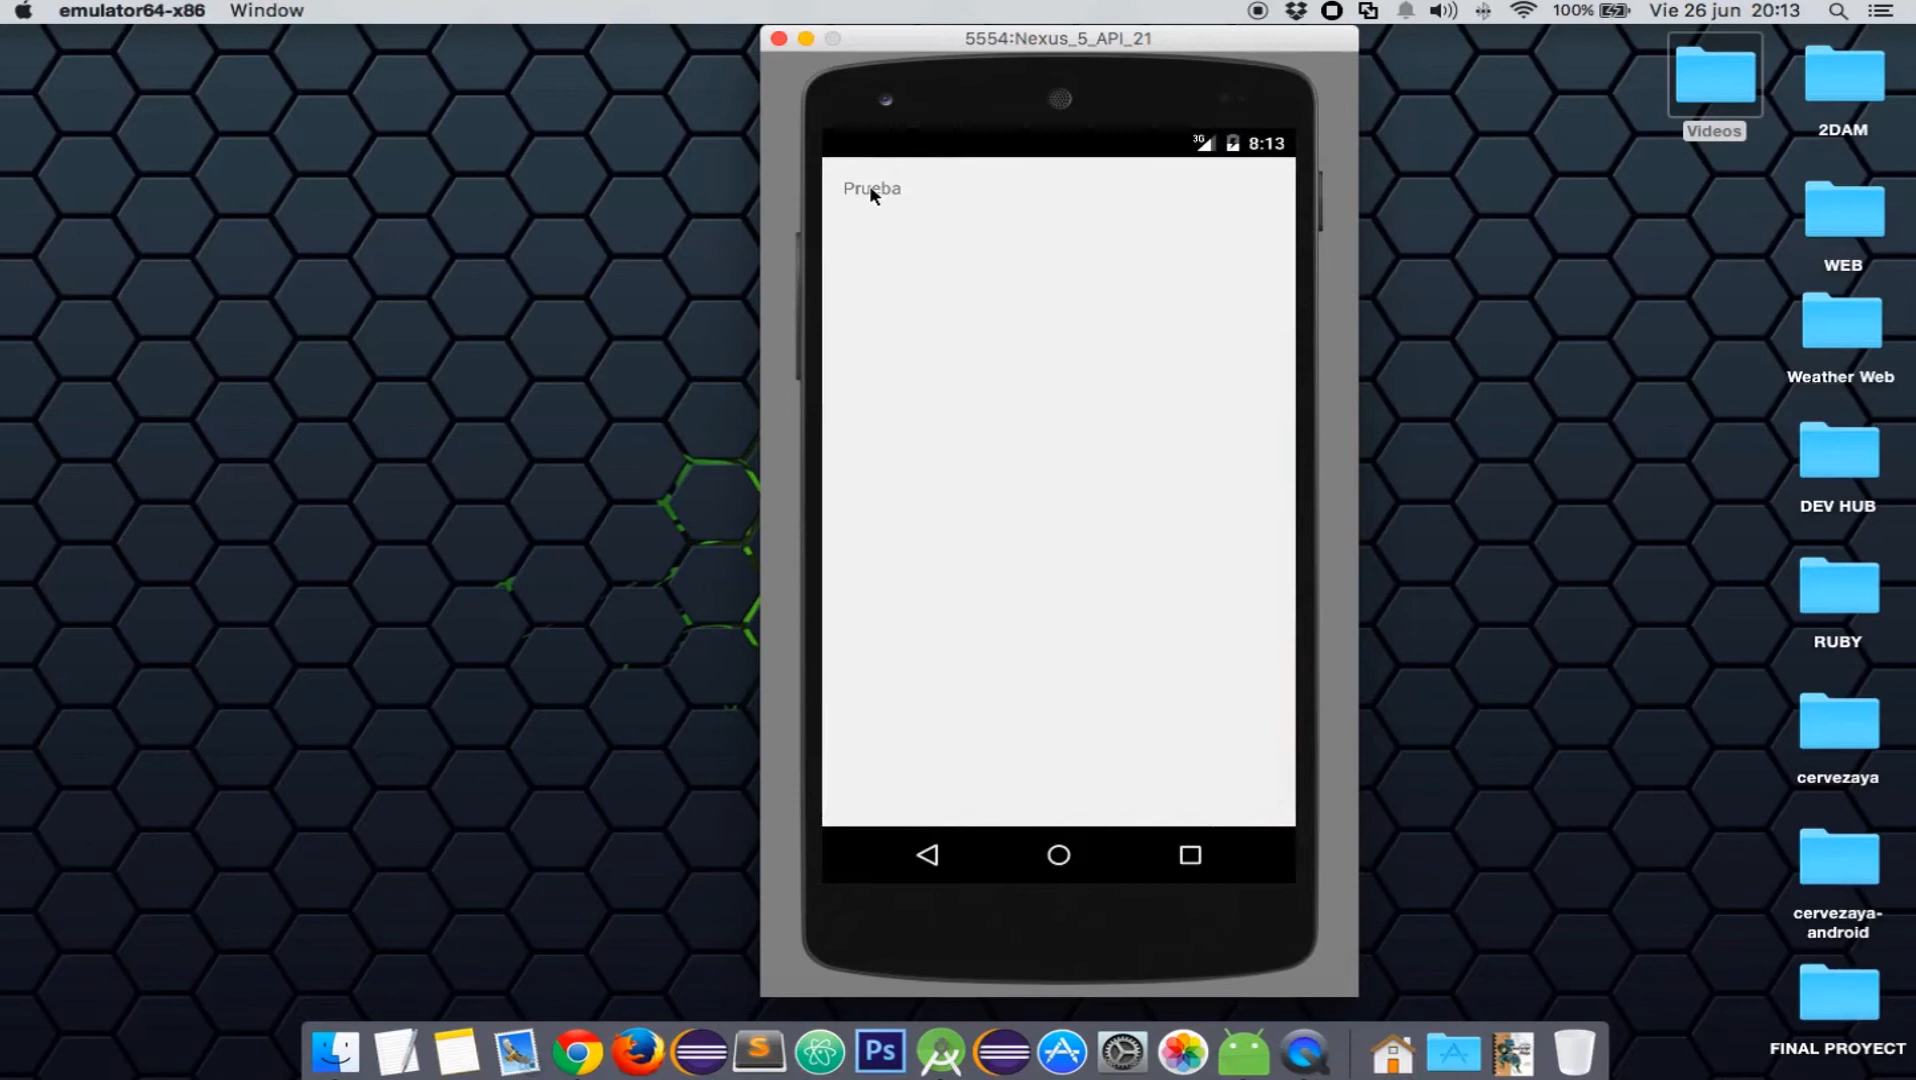 emulator64-x86 Window 100% Vie 26 jun 20:13
5554:Nexus_5_API_21
3G 8:13
Prueba
Videos
2DAM
WEB
Weather Web
DEV HUB
RUBY
cervezaya
cervezaya-
android
FINAL PROYECT
S
Ps